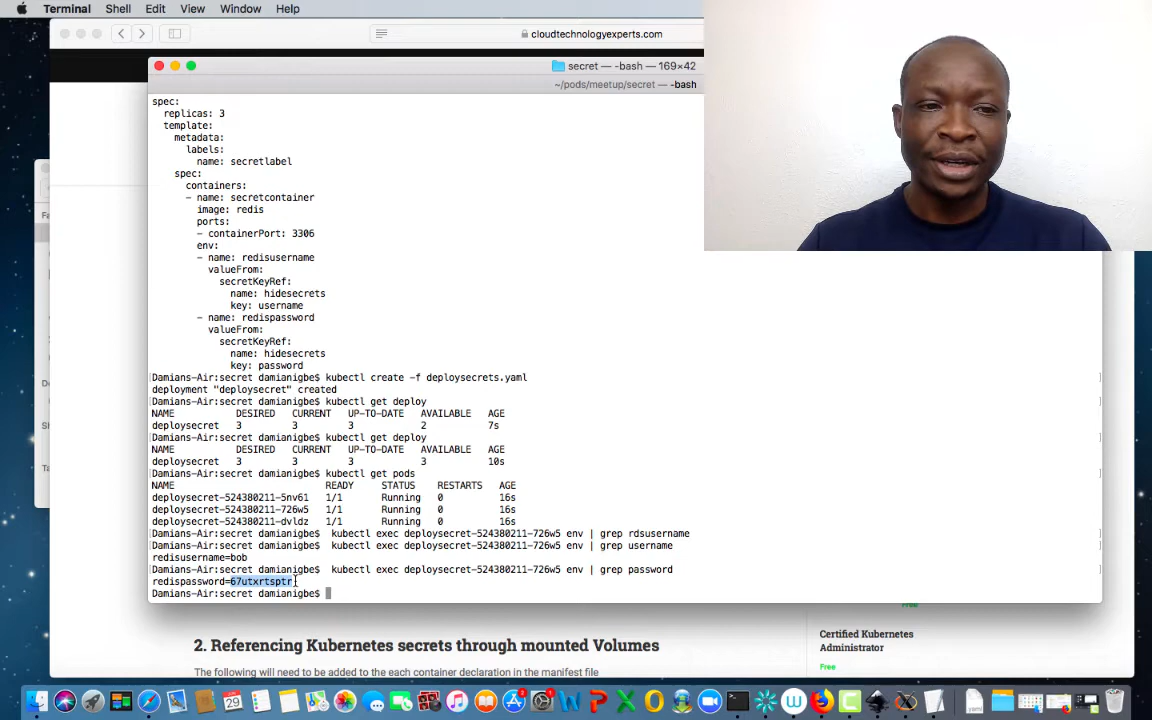 Terminal Shell Edit View Window Help
cloudtechnologyexperts.com
secret — -bash — 169×42
~/pods/meetup/secret — -bash
spec:
replicas: 3
template:
metadata:
labels:
name: secretlabel
spec:
containers:
- name: secretcontainer
image: redis
ports:
- containerPort: 3306
env:
- name: redisusername
valueFrom:
secretKeyRef:
name: hidesecrets
key: username
- name: redispassword
valueFrom:
secretKeyRef:
name: hidesecrets
key: password
Damians-Air:secret damianigbe$ kubectl create -f deploysecrets.yaml
deployment "deploysecret" created
Damians-Air:secret damianigbe$ kubectl get deploy
NAME DESIRED CURRENT UP-TO-DATE AVAILABLE AGE
deploysecret 3 3 3 2 7s
Damians-Air:secret damianigbe$ kubectl get deploy
NAME DESIRED CURRENT UP-TO-DATE AVAILABLE AGE
deploysecret 3 3 3 3 10s
Damians-Air:secret damianigbe$ kubectl get pods
NAME READY STATUS RESTARTS AGE
deploysecret-524380211-5nv61 1/1 Running 0 16s
deploysecret-524380211-726w5 1/1 Running 0 16s
deploysecret-524380211-dvldz 1/1 Running 0 16s
Damians-Air:secret damianigbe$ kubectl exec deploysecret-524380211-726w5 env | grep rdsusername
Damians-Air:secret damianigbe$ kubectl exec deploysecret-524380211-726w5 env | grep username
redisusername=bob
Damians-Air:secret damianigbe$ kubectl exec deploysecret-524380211-726w5 env | grep password
redispassword=67utxrtsptr
Damians-Air:secret damianigbe$
Free
2. Referencing Kubernetes secrets through mounted Volumes
The following will need to be added to the each container declaration in the manifest file
Certified Kubernetes
Administrator
Free